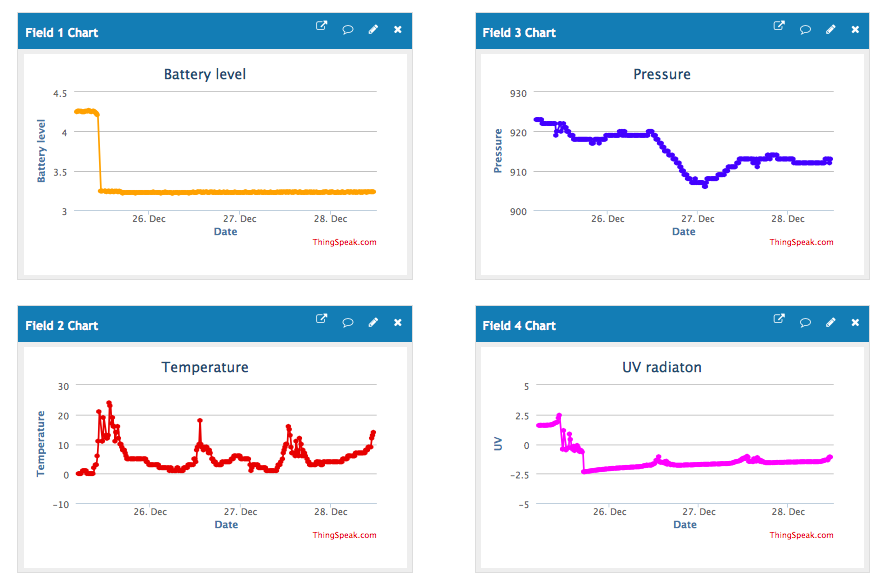 Field 1 Chart
Battery level
4.5
4
3.5
3
Battery level
26. Dec
27. Dec
28. Dec
Date
ThingSpeak.com
Field 3 Chart
Pressure
930
920
910
900
Pressure
26. Dec
27. Dec
28. Dec
Date
ThingSpeak.com
Field 2 Chart
Temperature
30
20
10
0
−10
Temperature
26. Dec
27. Dec
28. Dec
Date
ThingSpeak.com
Field 4 Chart
UV radiaton
5
2.5
0
−2.5
−5
UV
26. Dec
27. Dec
28. Dec
Date
ThingSpeak.com